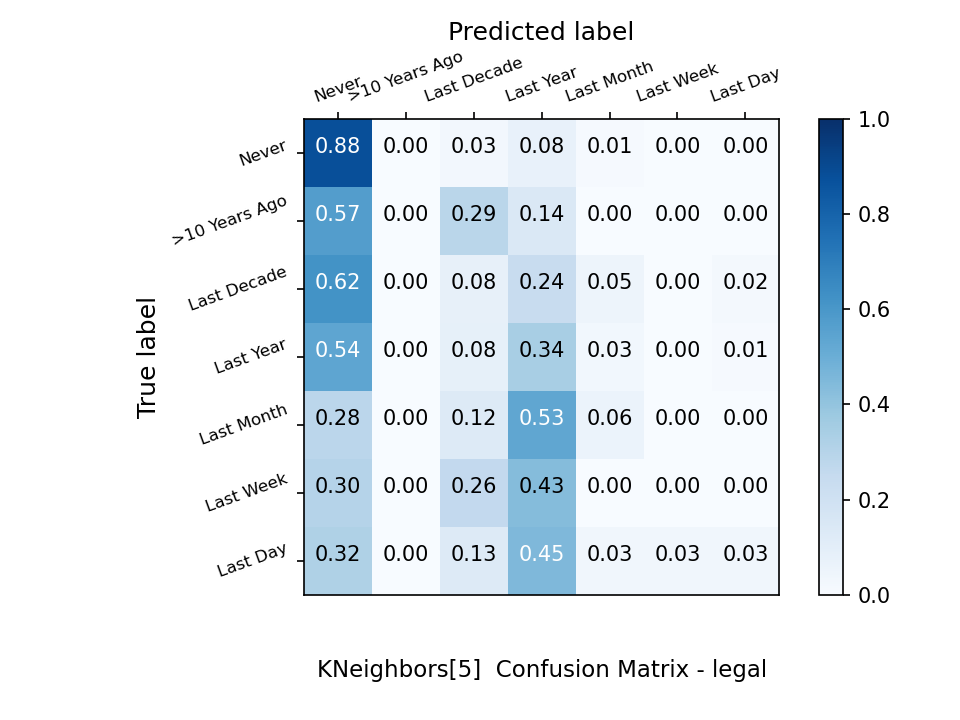 Predicted label
Never >10 Years Ago Last Decade Last Year Last Month Last Week Last Day
Never 0.88 0.00 0.03 0.08 0.01 0.00 0.00
>10 Years Ago 0.57 0.00 0.29 0.14 0.00 0.00 0.00
Last Decade 0.62 0.00 0.08 0.24 0.05 0.00 0.02
Last Year 0.54 0.00 0.08 0.34 0.03 0.00 0.01
Last Month 0.28 0.00 0.12 0.53 0.06 0.00 0.00
Last Week 0.30 0.00 0.26 0.43 0.00 0.00 0.00
Last Day 0.32 0.00 0.13 0.45 0.03 0.03 0.03
True label
1.0
0.8
0.6
0.4
0.2
0.0
KNeighbors[5]  Confusion Matrix - legal